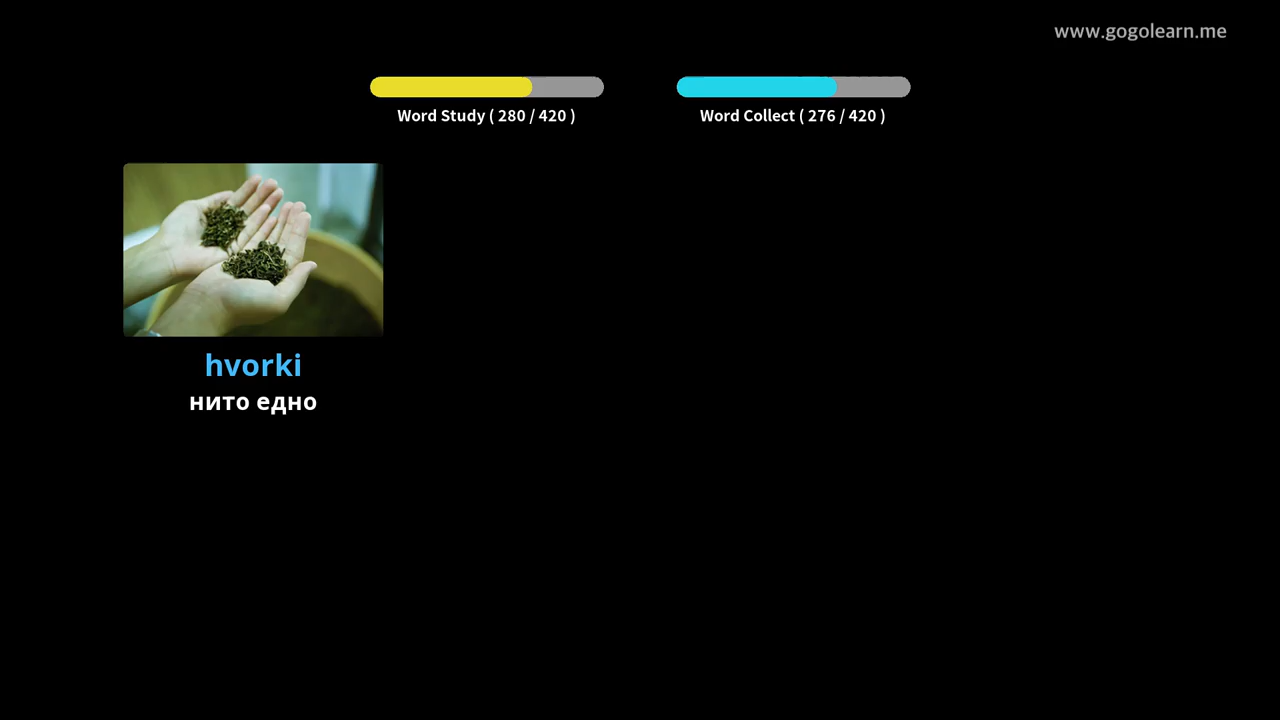 www.gogolearn.me
Word Study ( 280 / 420 )
Word Collect ( 276 / 420 )
hvorki
нито едно